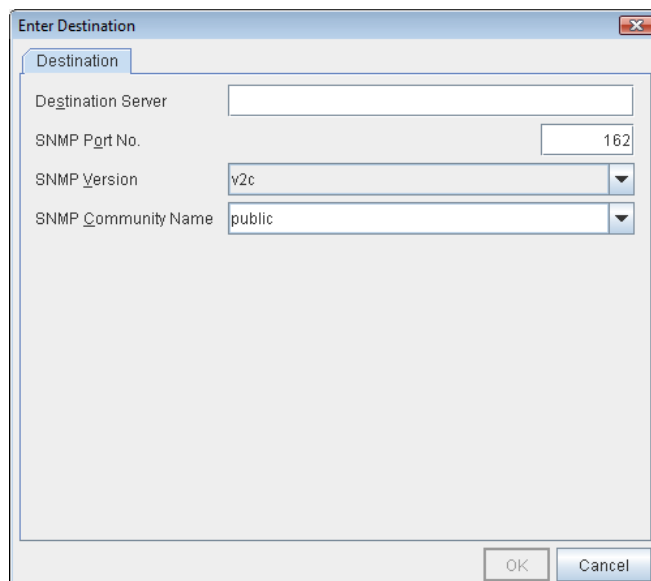 Enter Destination
Destination
Destination Server
SNMP Port No. 162
SNMP Version v2c
SNMP Community Name public
OK Cancel